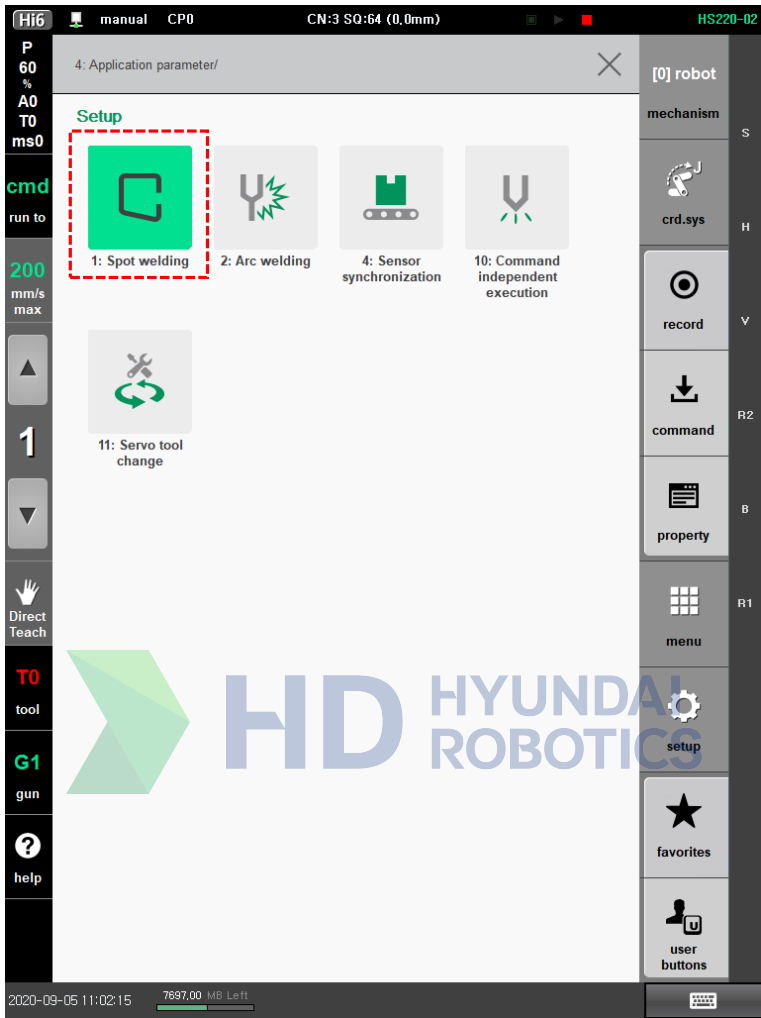 Hi6 manual CP0 CN:3 SQ:64 (0,0mm) HS220-02
P
60
%
A0
T0
ms0
cmd
run to
200
mm/s
max
1
Direct
Teach
T0
tool
G1
gun
help
4: Application parameter/
Setup
1: Spot welding
2: Arc welding
4: Sensor
synchronization
10: Command
independent
execution
11: Servo tool
change
HD HYUNDAI
ROBOTICS
[0] robot
mechanism
J
crd.sys
record
command
property
menu
setup
favorites
U
user
buttons
S
H
V
R2
B
R1
2020-09-05 11:02:15 7697,00 MB Left